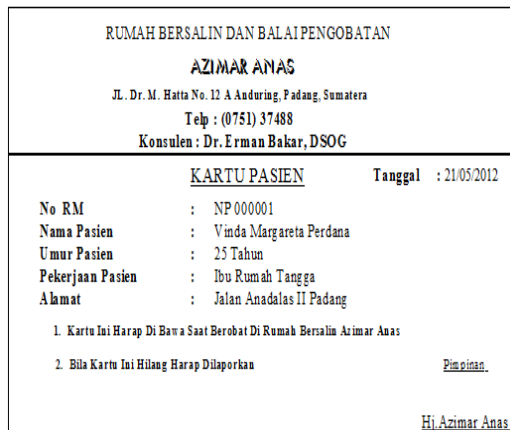 RUMAH BERSALIN DAN BALAI PENGOBATAN
AZIMAR ANAS
JL. Dr. M. Hatta No. 12 A Anduring, Padang, Sumatera
Telp : (0751) 37488
Konsulen : Dr. Erman Bakar, DSOG
KARTU PASIEN Tanggal : 21/05/2012
No RM : NP 000001
Nama Pasien : Vinda Margareta Perdana
Umur Pasien : 25 Tahun
Pekerjaan Pasien : Ibu Rumah Tangga
Alamat : Jalan Anadalas II Padang
1. Kartu Ini Harap Di Bawa Saat Berobat Di Rumah Bersalin Azimar Anas
2. Bila Kartu Ini Hilang Harap Dilaporkan Pimpinan
Hj.Azimar Anas